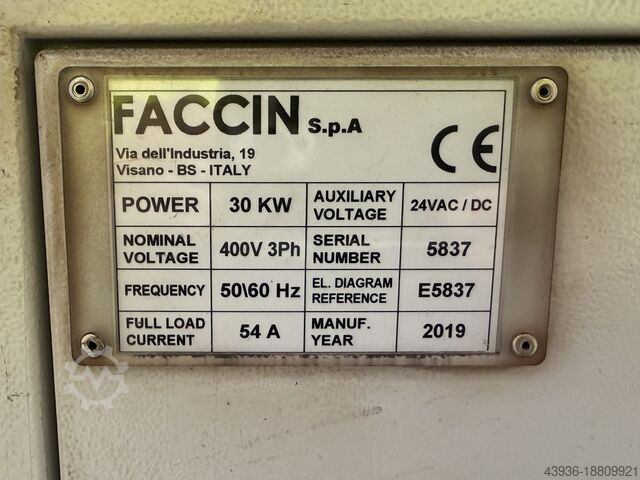 FACCIN S.p.A
CE
Via dell'Industria, 19
Visano - BS - ITALY
POWER 30 KW AUXILIARY VOLTAGE 24VAC / DC
NOMINAL VOLTAGE 400V 3Ph SERIAL NUMBER 5837
FREQUENCY 50\60 Hz EL. DIAGRAM REFERENCE E5837
FULL LOAD CURRENT 54 A MANUF. YEAR 2019
43936-18809921